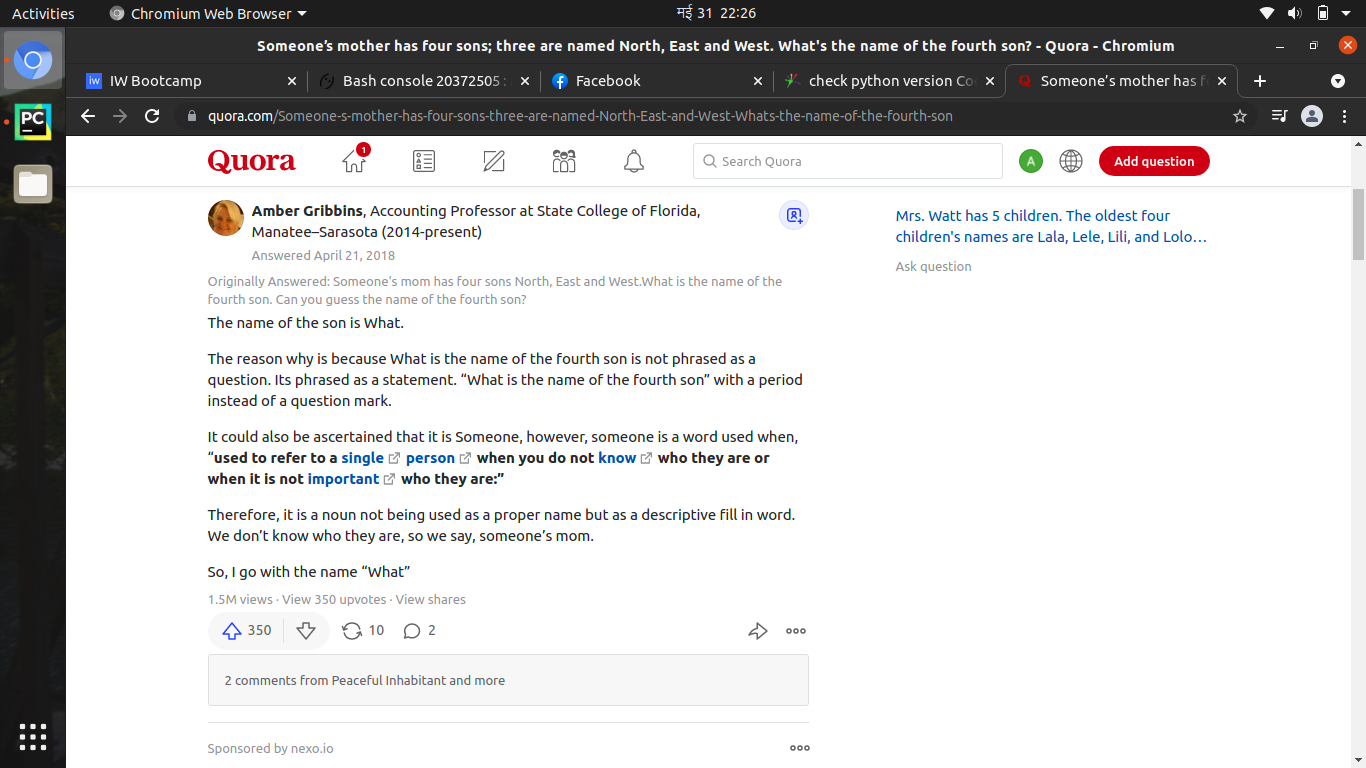 Activities
Chromium Web Browser
मई 31 22:26
Someone’s mother has four sons; three are named North, East and West. What's the name of the fourth son? - Quora - Chromium
IW Bootcamp
Bash console 20372505
Facebook
check python version Co
Someone’s mother has f
quora.com/Someone-s-mother-has-four-sons-three-are-named-North-East-and-West-Whats-the-name-of-the-fourth-son
Quora
1
Search Quora
A
Add question
Amber Gribbins, Accounting Professor at State College of Florida,
Manatee–Sarasota (2014-present)
Answered April 21, 2018
Originally Answered: Someone's mom has four sons North, East and West.What is the name of the
fourth son. Can you guess the name of the fourth son?
The name of the son is What.
The reason why is because What is the name of the fourth son is not phrased as a
question. Its phrased as a statement. “What is the name of the fourth son” with a period
instead of a question mark.
It could also be ascertained that it is Someone, however, someone is a word used when,
“used to refer to a single person when you do not know who they are or
when it is not important who they are:”
Therefore, it is a noun not being used as a proper name but as a descriptive fill in word.
We don’t know who they are, so we say, someone’s mom.
So, I go with the name “What”
1.5M views · View 350 upvotes · View shares
350
10
2
2 comments from Peaceful Inhabitant and more
Sponsored by nexo.io
Mrs. Watt has 5 children. The oldest four
children's names are Lala, Lele, Lili, and Lolo…
Ask question
iw
PC